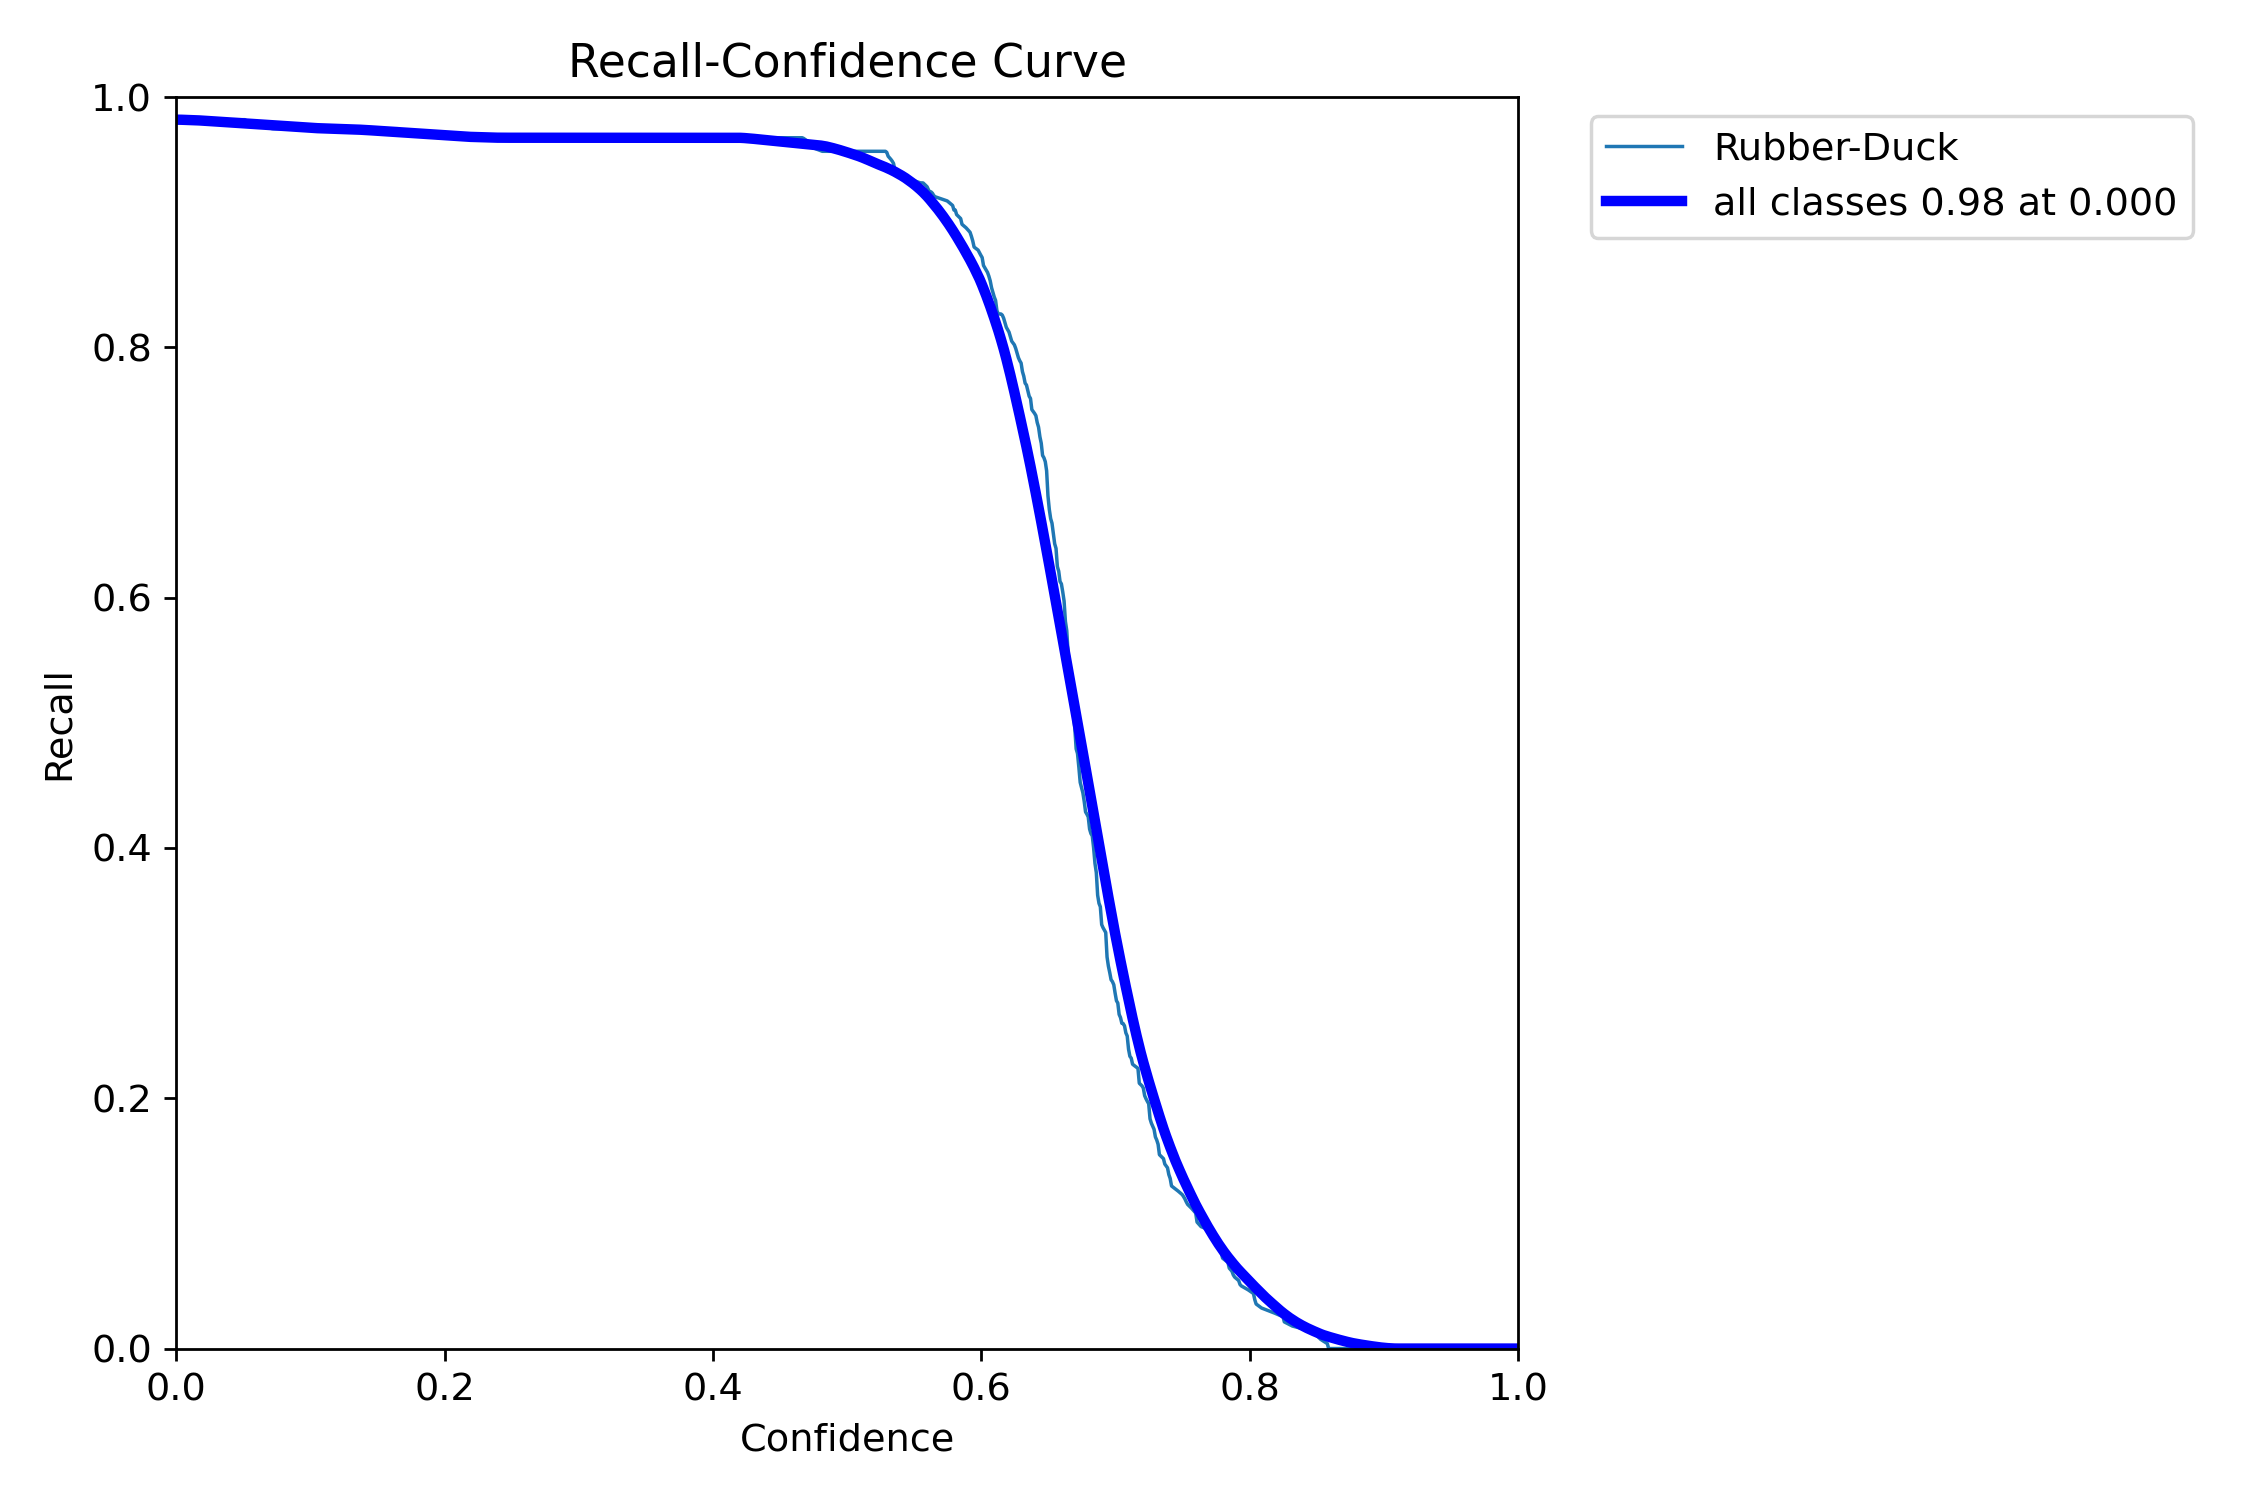 Recall-Confidence Curve
1.0
0.8
0.6
0.4
0.2
0.0
Recall
0.0 0.2 0.4 0.6 0.8 1.0
Confidence
Rubber-Duck
all classes 0.98 at 0.000